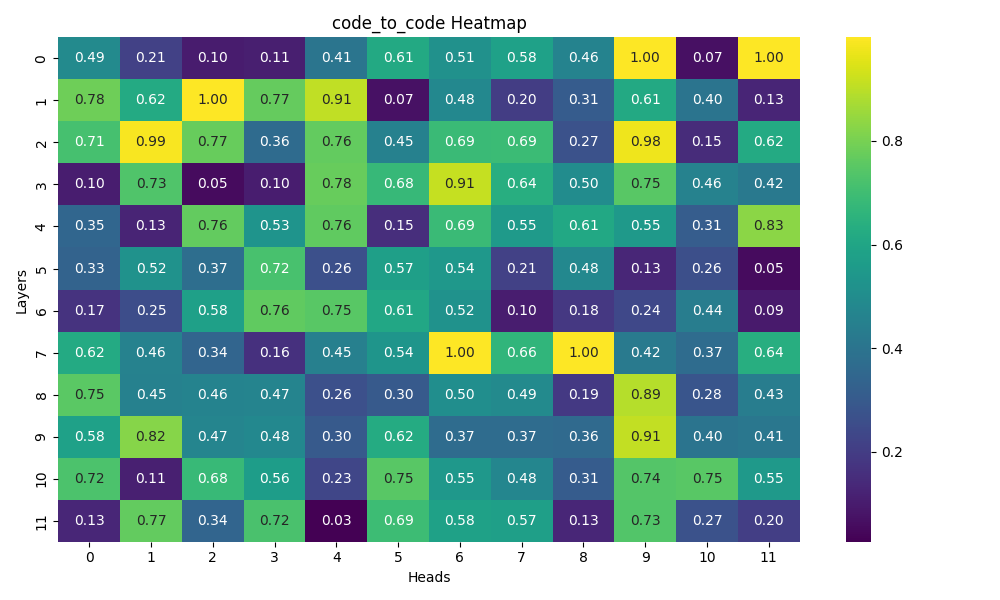 code_to_code Heatmap
0 0.49 0.21 0.10 0.11 0.41 0.61 0.51 0.58 0.46 1.00 0.07 1.00
1 0.78 0.62 1.00 0.77 0.91 0.07 0.48 0.20 0.31 0.61 0.40 0.13
2 0.71 0.99 0.77 0.36 0.76 0.45 0.69 0.69 0.27 0.98 0.15 0.62
3 0.10 0.73 0.05 0.10 0.78 0.68 0.91 0.64 0.50 0.75 0.46 0.42
4 0.35 0.13 0.76 0.53 0.76 0.15 0.69 0.55 0.61 0.55 0.31 0.83
5 0.33 0.52 0.37 0.72 0.26 0.57 0.54 0.21 0.48 0.13 0.26 0.05
6 0.17 0.25 0.58 0.76 0.75 0.61 0.52 0.10 0.18 0.24 0.44 0.09
7 0.62 0.46 0.34 0.16 0.45 0.54 1.00 0.66 1.00 0.42 0.37 0.64
8 0.75 0.45 0.46 0.47 0.26 0.30 0.50 0.49 0.19 0.89 0.28 0.43
9 0.58 0.82 0.47 0.48 0.30 0.62 0.37 0.37 0.36 0.91 0.40 0.41
10 0.72 0.11 0.68 0.56 0.23 0.75 0.55 0.48 0.31 0.74 0.75 0.55
11 0.13 0.77 0.34 0.72 0.03 0.69 0.58 0.57 0.13 0.73 0.27 0.20
0 1 2 3 4 5 6 7 8 9 10 11
Heads
Layers
0.8
0.6
0.4
0.2